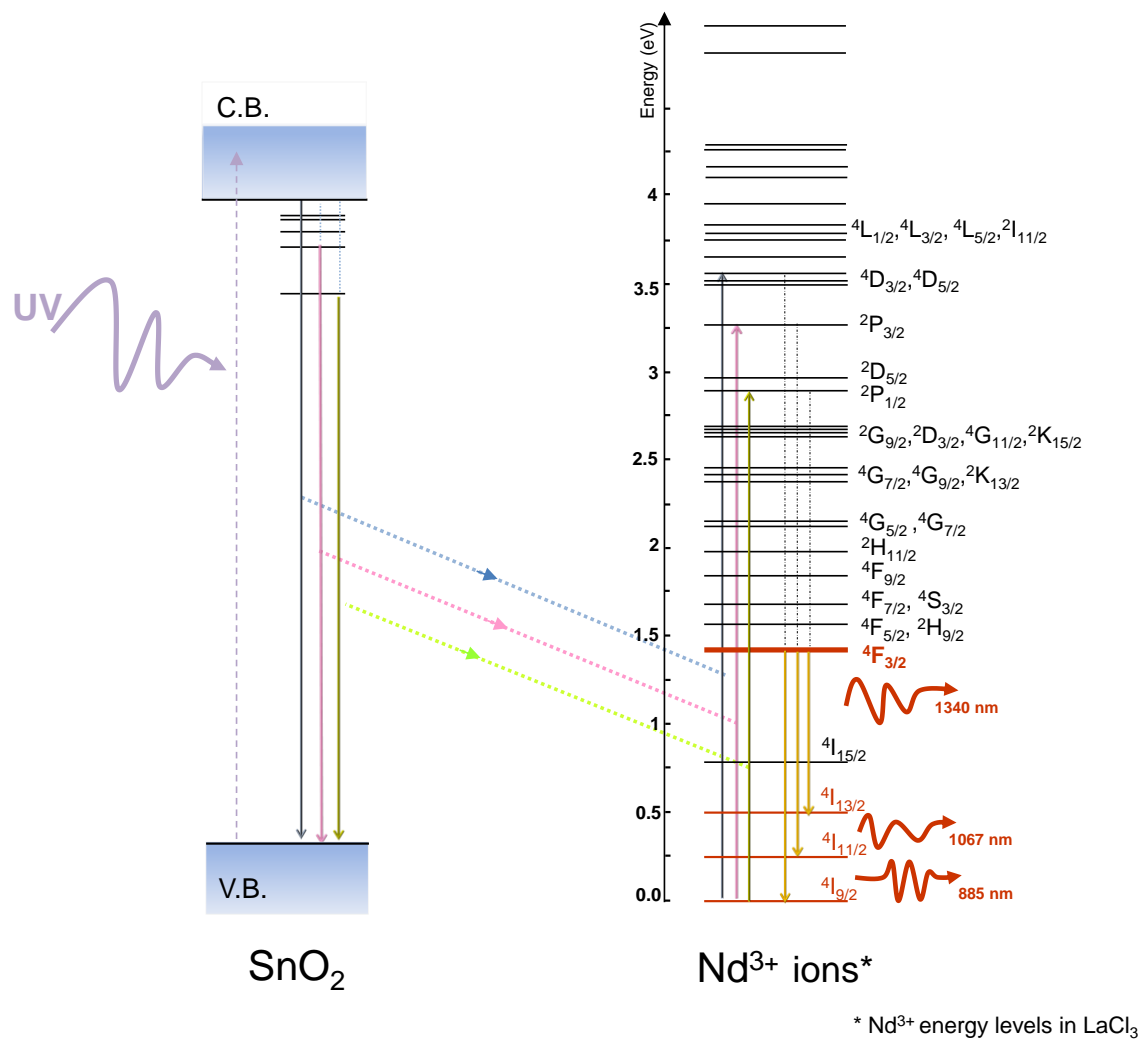 C.B.
UV
V.B.
SnO₂
Energy (eV)
4
3.5
3
2.5
2
1.5
1
0.5
0.0
⁴L₁/₂,⁴L₃/₂, ⁴L₅/₂,²I₁₁/₂
⁴D₃/₂,⁴D₅/₂
²P₃/₂
²D₅/₂
²P₁/₂
²G₉/₂,²D₃/₂,⁴G₁₁/₂,²K₁₅/₂
⁴G₇/₂,⁴G₉/₂,²K₁₃/₂
⁴G₅/₂ ,⁴G₇/₂
²H₁₁/₂
⁴F₉/₂
⁴F₇/₂, ⁴S₃/₂
⁴F₅/₂, ²H₉/₂
⁴F₃/₂
1340 nm
⁴I₁₅/₂
⁴I₁₃/₂
1067 nm
⁴I₁₁/₂
⁴I₉/₂
885 nm
Nd³⁺ ions*
* Nd³⁺ energy levels in LaCl₃